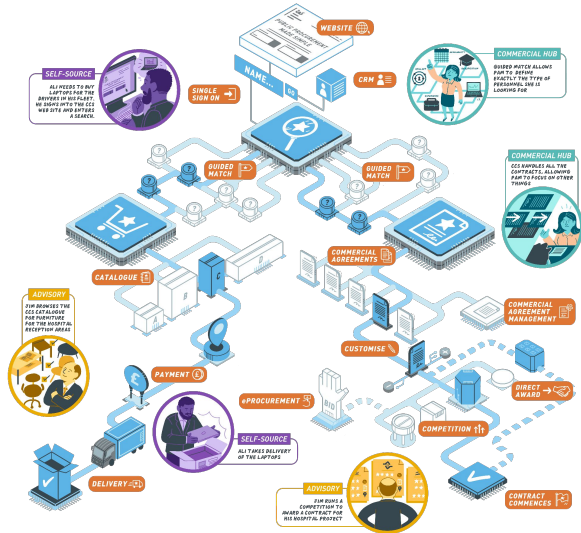 PUBLIC PROCUREMENT
MADE SIMPLE
WEBSITE
NAME...
GO
CRM
SINGLE
SIGN ON
SELF-SOURCE
ALI NEEDS TO BUY
LAPTOPS FOR THE
DRIVERS IN HIS FLEET.
HE SIGNS INTO THE CCS
WEB SITE AND ENTERS
A SEARCH.
COMMERCIAL HUB
GUIDED MATCH ALLOWS
PAM TO DEFINE
EXACTLY THE TYPE OF
PERSONNEL SHE IS
LOOKING FOR
GUIDED
MATCH
GUIDED
MATCH
COMMERCIAL HUB
CCS HANDLES ALL THE
CONTRACTS, ALLOWING
PAM TO FOCUS ON OTHER
THINGS
CATALOGUE
A
B
C
COMMERCIAL
AGREEMENTS
COMMERCIAL
AGREEMENT
MANAGEMENT
ADVISORY
JIM BROWSES THE
CCS CATALOGUE
FOR FURNITURE
FOR THE HOSPITAL
RECEPTION AREAS
CUSTOMISE
PAYMENT £
£
DIRECT
AWARD
ePROCUREMENT
BID
COMPETITION
SELF-SOURCE
ALI TAKES DELIVERY
OF THE LAPTOPS
DELIVERY
ADVISORY
JIM RUNS A
COMPETITION TO
AWARD A CONTRACT FOR
HIS HOSPITAL PROJECT
CONTRACT
COMMENCES